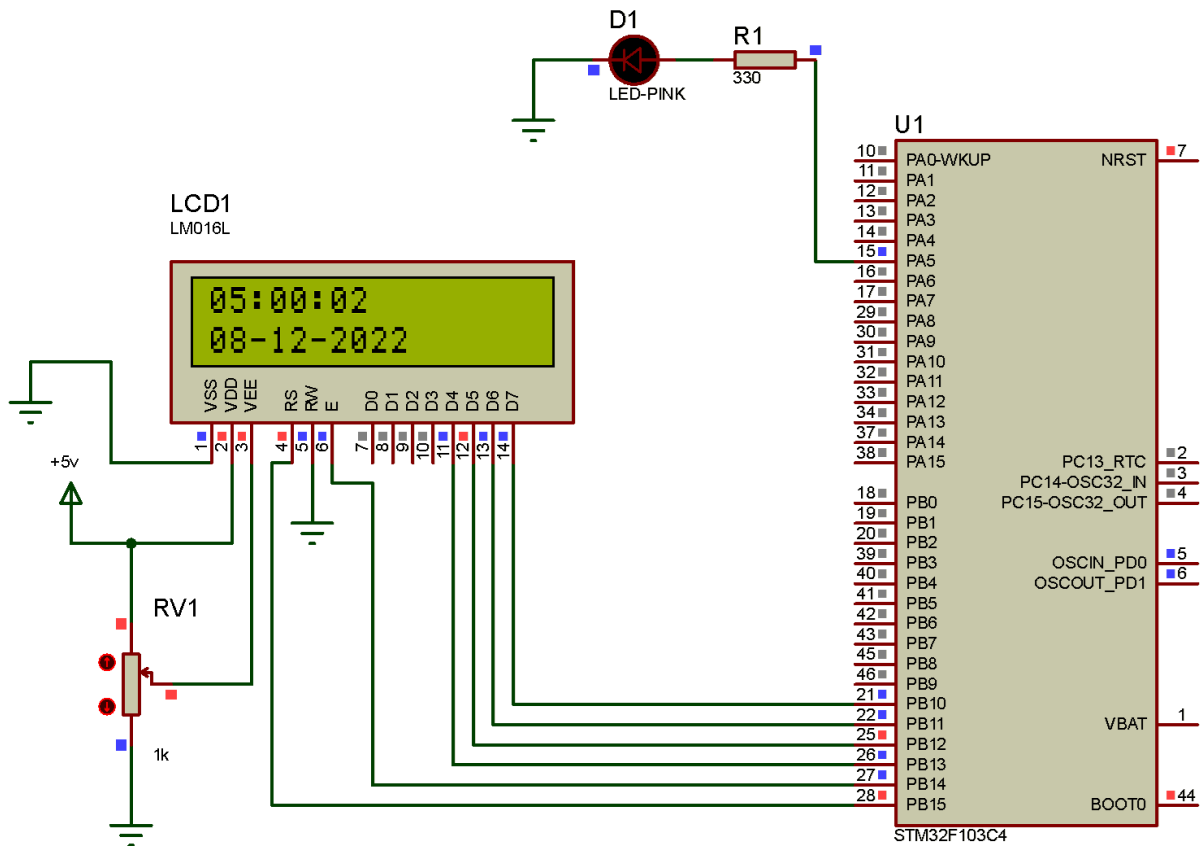 D1
LED-PINK
R1
330
U1
STM32F103C4
10 PA0-WKUP
11 PA1
12 PA2
13 PA3
14 PA4
15 PA5
16 PA6
17 PA7
29 PA8
30 PA9
31 PA10
32 PA11
33 PA12
34 PA13
37 PA14
38 PA15
18 PB0
19 PB1
20 PB2
39 PB3
40 PB4
41 PB5
42 PB6
43 PB7
45 PB8
46 PB9
21 PB10
22 PB11
25 PB12
26 PB13
27 PB14
28 PB15
NRST 7
PC13_RTC 2
PC14-OSC32_IN 3
PC15-OSC32_OUT 4
OSCIN_PD0 5
OSCOUT_PD1 6
VBAT 1
BOOT0 44
LCD1
LM016L
05:00:02
08-12-2022
VSS VDD VEE RS RW E D0 D1 D2 D3 D4 D5 D6 D7
1 2 3 4 5 6 7 8 9 10 11 12 13 14
+5v
RV1
1k